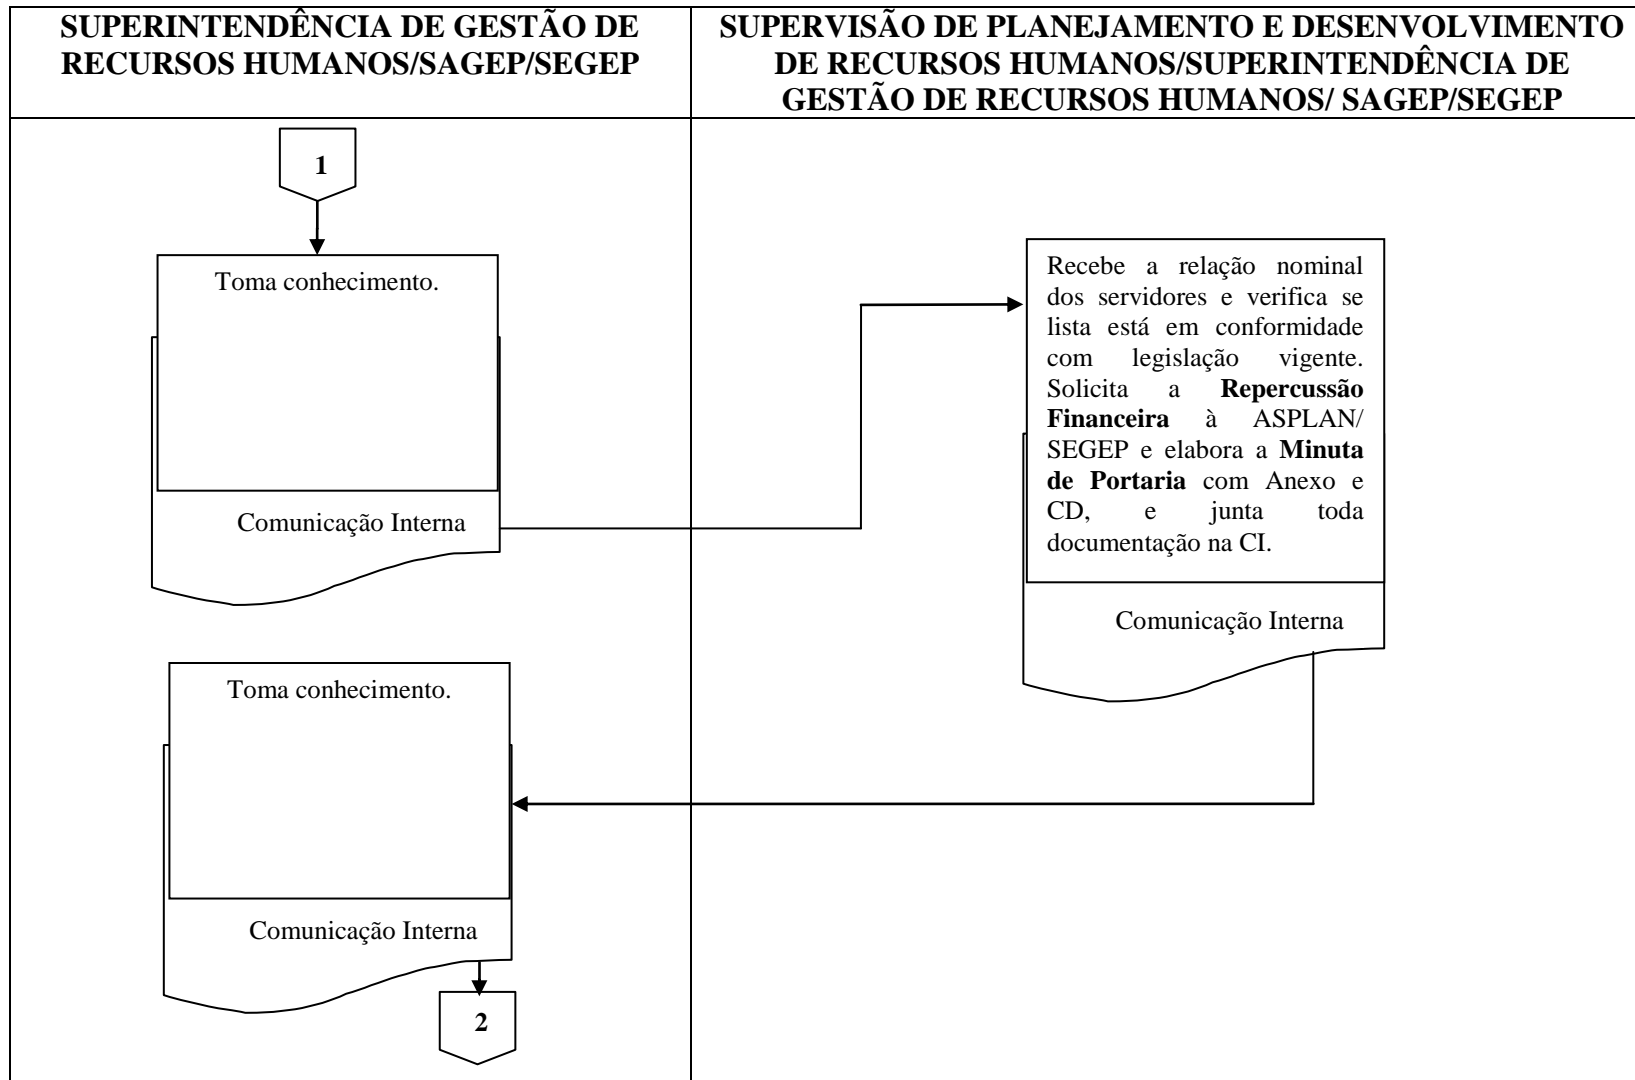 SUPERINTENDÊNCIA DE GESTÃO DE
RECURSOS HUMANOS/SAGEP/SEGEP
SUPERVISÃO DE PLANEJAMENTO E DESENVOLVIMENTO
DE RECURSOS HUMANOS/SUPERINTENDÊNCIA DE
GESTÃO DE RECURSOS HUMANOS/ SAGEP/SEGEP
1
Toma conhecimento.
Comunicação Interna
Recebe a relação nominal
dos servidores e verifica se
lista está em conformidade
com legislação vigente.
Solicita a Repercussão
Financeira à ASPLAN/
SEGEP e elabora a Minuta
de Portaria com Anexo e
CD, e junta toda
documentação na CI.
Comunicação Interna
Toma conhecimento.
Comunicação Interna
2